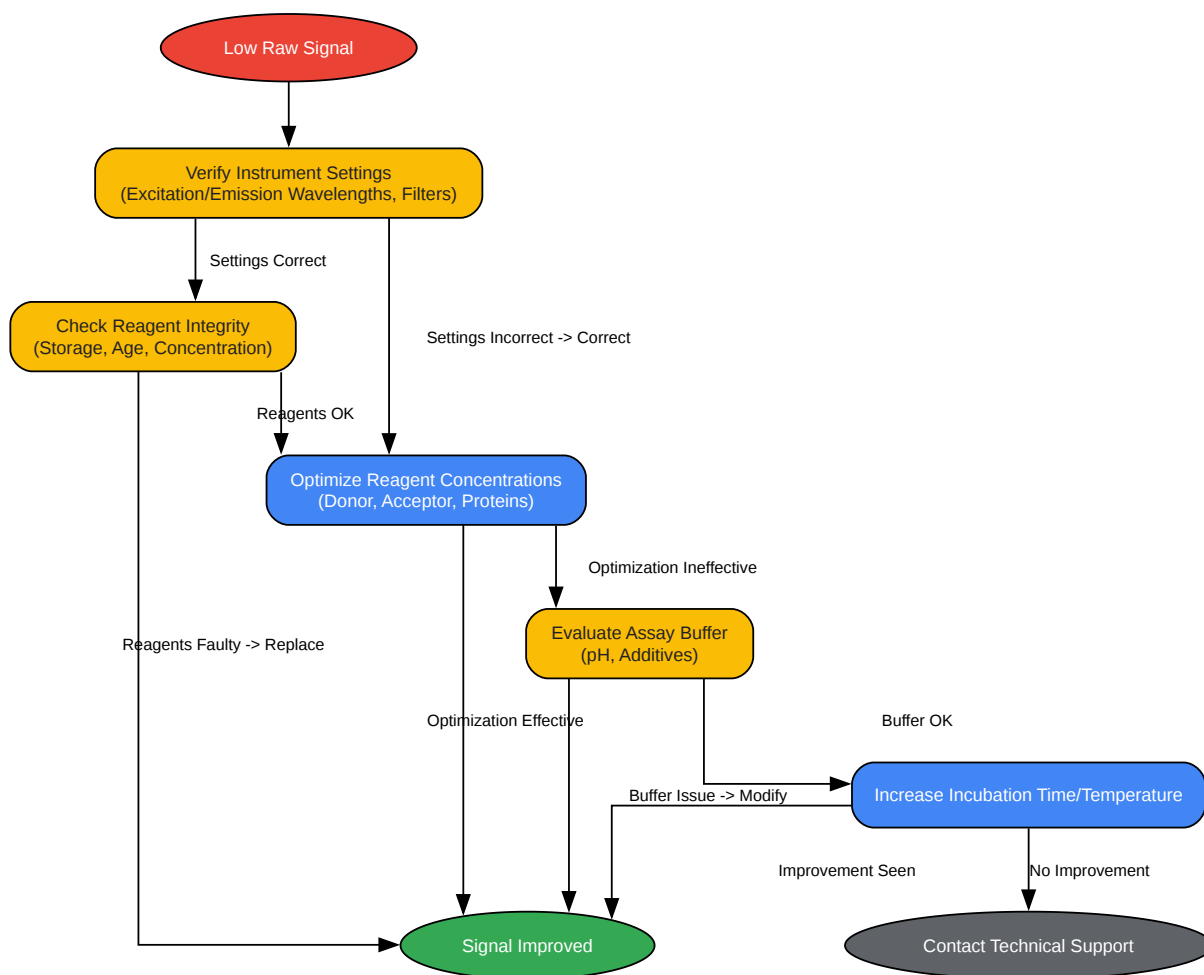 Low Raw Signal
Verify Instrument Settings
(Excitation/Emission Wavelengths, Filters)
Settings Correct
Check Reagent Integrity
(Storage, Age, Concentration)
Settings Incorrect -> Correct
Reagents OK
Optimize Reagent Concentrations
(Donor, Acceptor, Proteins)
Optimization Ineffective
Evaluate Assay Buffer
(pH, Additives)
Reagents Faulty -> Replace
Optimization Effective
Buffer OK
Buffer Issue -> Modify
Increase Incubation Time/Temperature
Improvement Seen
No Improvement
Signal Improved
Contact Technical Support